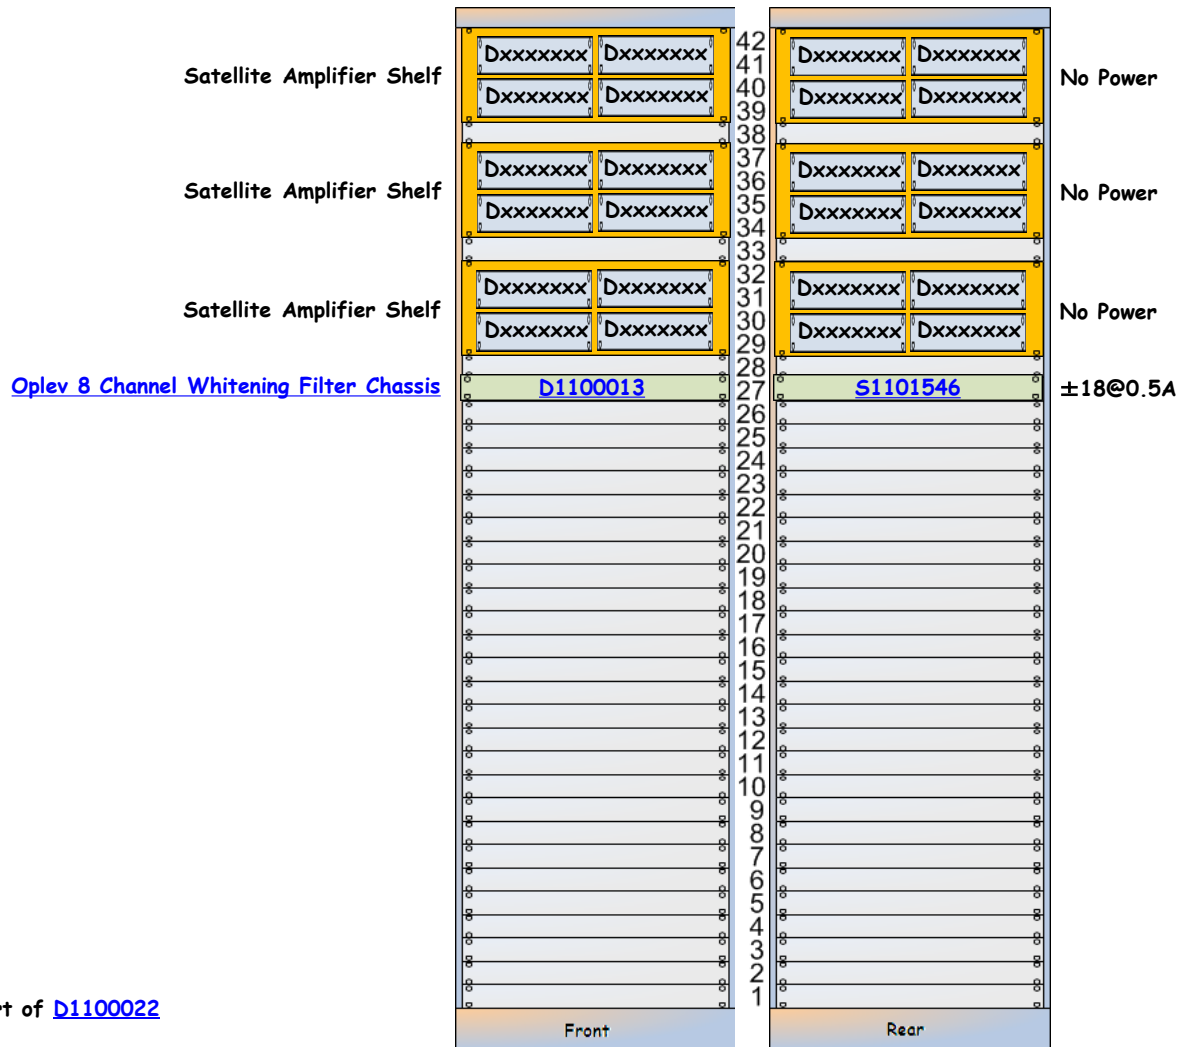 Dxxxxxxx Dxxxxxxx 42 Dxxxxxxx Dxxxxxxx
Satellite Amplifier Shelf 41 No Power
Dxxxxxxx Dxxxxxxx 40 Dxxxxxxx Dxxxxxxx
39
38
Dxxxxxxx Dxxxxxxx 37 Dxxxxxxx Dxxxxxxx
Satellite Amplifier Shelf 36 No Power
Dxxxxxxx Dxxxxxxx 35 Dxxxxxxx Dxxxxxxx
34
33
32
Dxxxxxxx Dxxxxxxx 31 Dxxxxxxx Dxxxxxxx
Satellite Amplifier Shelf 30 No Power
Dxxxxxxx Dxxxxxxx 29 Dxxxxxxx Dxxxxxxx
28
Oplev 8 Channel Whitening Filter Chassis D1100013 27 S1101546 ±18@0.5A
26
25
24
23
22
21
20
19
18
17
16
15
14
13
12
11
10
9
8
7
6
5
4
3
2
1
of D1100022
Front Rear